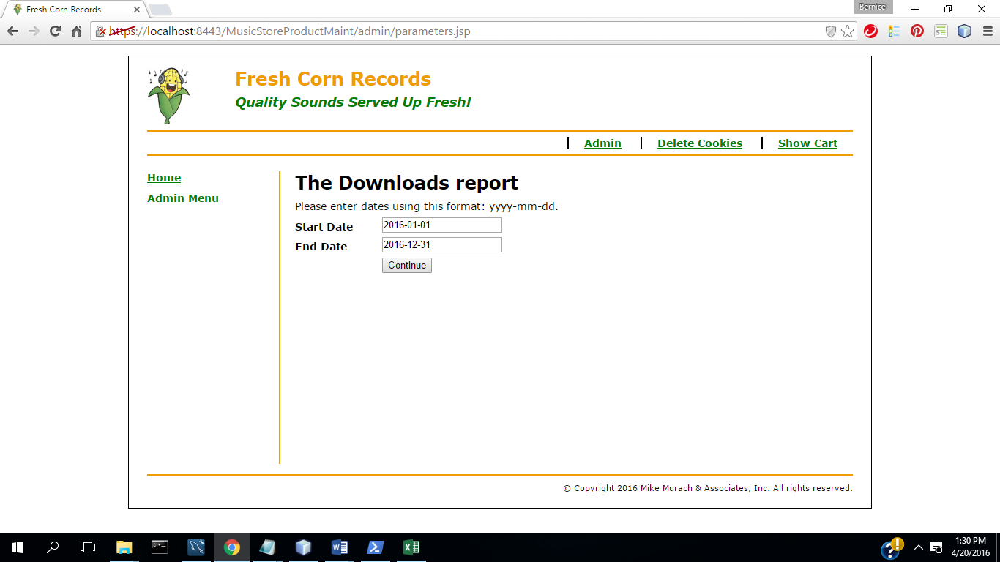 Fresh Corn Records
Bernice
https://localhost:8443/MusicStoreProductMaint/admin/parameters.jsp
Fresh Corn Records
Quality Sounds Served Up Fresh!
Admin
Delete Cookies
Show Cart
Home
Admin Menu
The Downloads report
Please enter dates using this format: yyyy-mm-dd.
Start Date
2016-01-01
End Date
2016-12-31
Continue
© Copyright 2016 Mike Murach & Associates, Inc. All rights reserved.
1:30 PM
4/20/2016